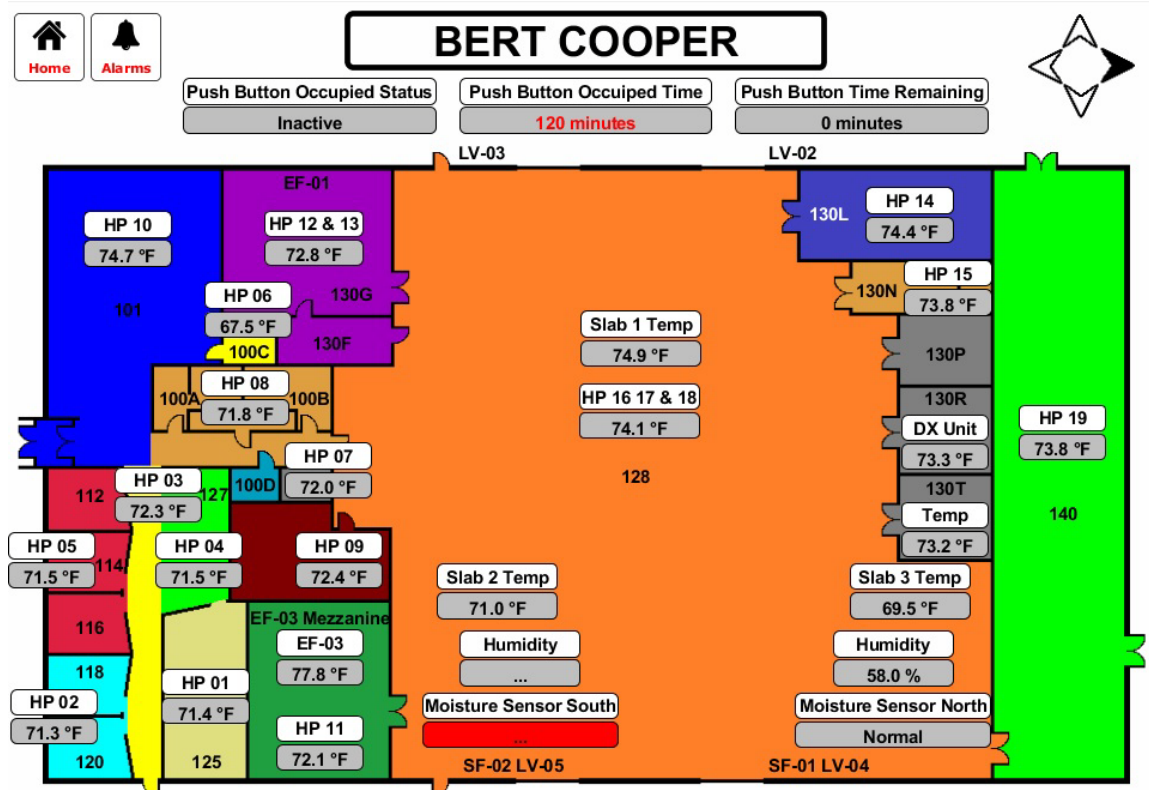 BERT COOPER
Home
Alarms
Push Button Occupied Status
Push Button Occuiped Time
Push Button Time Remaining
Inactive
120 minutes
0 minutes
LV-03
LV-02
EF-01
HP 10
74.7 °F
HP 12 & 13
72.8 °F
130L
HP 14
74.4 °F
101
HP 06
67.5 °F
130G
130N
HP 15
73.8 °F
100C
130F
Slab 1 Temp
74.9 °F
130P
100A
HP 08
71.8 °F
100B
HP 16 17 & 18
74.1 °F
130R
DX Unit
73.3 °F
HP 19
73.8 °F
HP 07
72.0 °F
100D
128
130T
Temp
73.2 °F
140
112
HP 03
72.3 °F
127
HP 05
71.5 °F
114
HP 04
71.5 °F
HP 09
72.4 °F
Slab 2 Temp
71.0 °F
Slab 3 Temp
69.5 °F
116
EF-03 Mezzanine
EF-03
77.8 °F
Humidity
...
Humidity
58.0 %
118
HP 02
71.3 °F
HP 01
71.4 °F
Moisture Sensor South
...
Moisture Sensor North
Normal
HP 11
72.1 °F
120
125
SF-02 LV-05
SF-01 LV-04